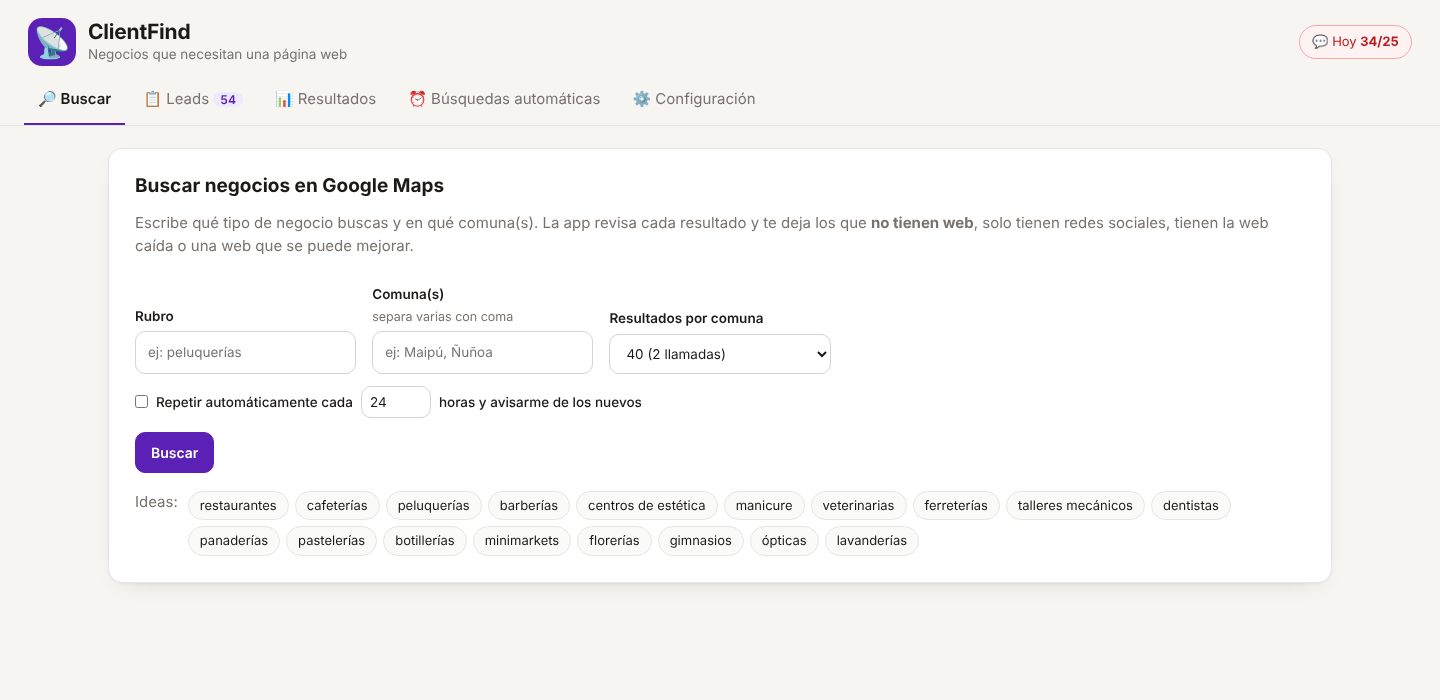 ClientFind
Negocios que necesitan una página web
Hoy 34/25
Buscar
Leads 54
Resultados
Búsquedas automáticas
Configuración
Buscar negocios en Google Maps
Escribe qué tipo de negocio buscas y en qué comuna(s). La app revisa cada resultado y te deja los que no tienen web, solo tienen redes sociales, tienen la web
caída o una web que se puede mejorar.
Rubro
ej: peluquerías
Comuna(s)
separa varias con coma
ej: Maipú, Ñuñoa
Resultados por comuna
40 (2 llamadas)
Repetir automáticamente cada 24 horas y avisarme de los nuevos
Buscar
Ideas: restaurantes cafeterías peluquerías barberías centros de estética manicure veterinarias ferreterías talleres mecánicos dentistas
panaderías pastelerías botillerías minimarkets florerías gimnasios ópticas lavanderías